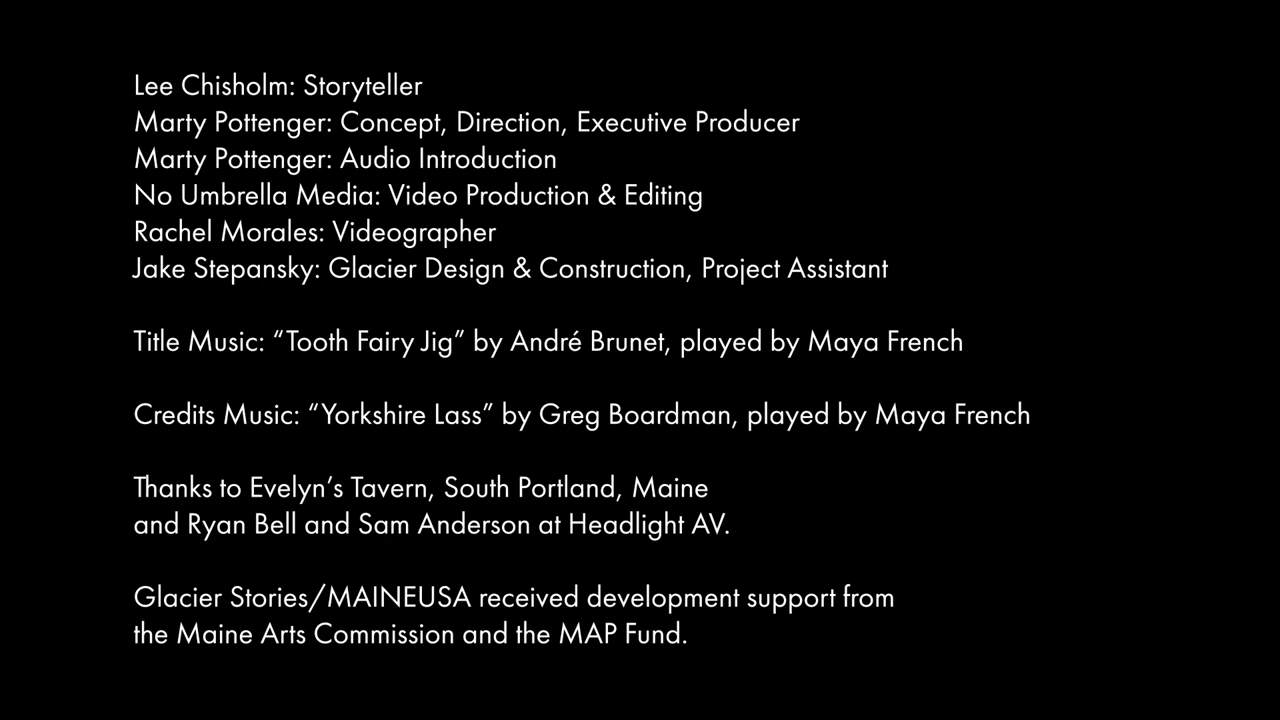 Lee Chisholm: Storyteller
Marty Pottenger: Concept, Direction, Executive Producer
Marty Pottenger: Audio Introduction
No Umbrella Media: Video Production & Editing
Rachel Morales: Videographer
Jake Stepansky: Glacier Design & Construction, Project Assistant
Title Music: “Tooth Fairy Jig” by André Brunet, played by Maya French
Credits Music: “Yorkshire Lass” by Greg Boardman, played by Maya French
Thanks to Evelyn’s Tavern, South Portland, Maine
and Ryan Bell and Sam Anderson at Headlight AV.
Glacier Stories/MAINEUSA received development support from
the Maine Arts Commission and the MAP Fund.